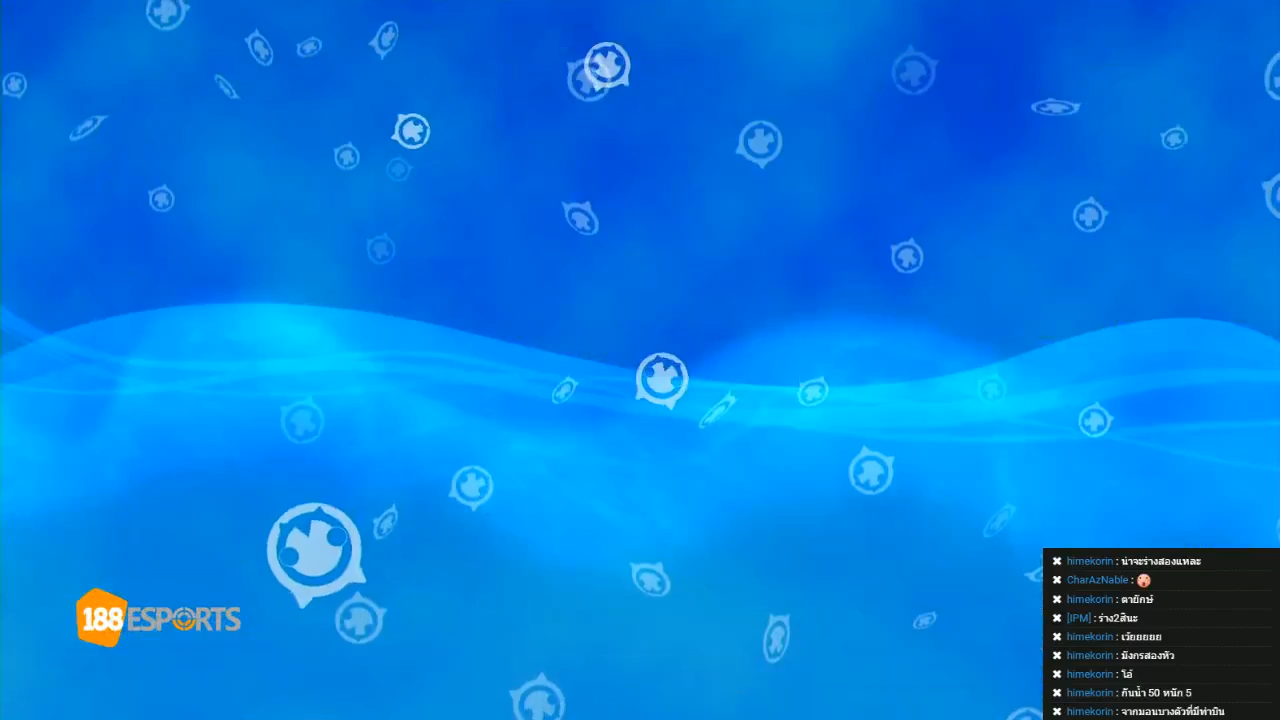 188ESPORTS
himekorin : น่าจะร่างสองแหละ
CharAzNable :
himekorin : ตายักษ์
[IPM] : ร่าง2สินะ
himekorin : เว้ยยยยย
himekorin : มังกรสองหัว
himekorin : โอ้
himekorin : กันน้ำ 50 หนัก 5
himekorin : จากมอนบางตัวที่มีท่าบิน